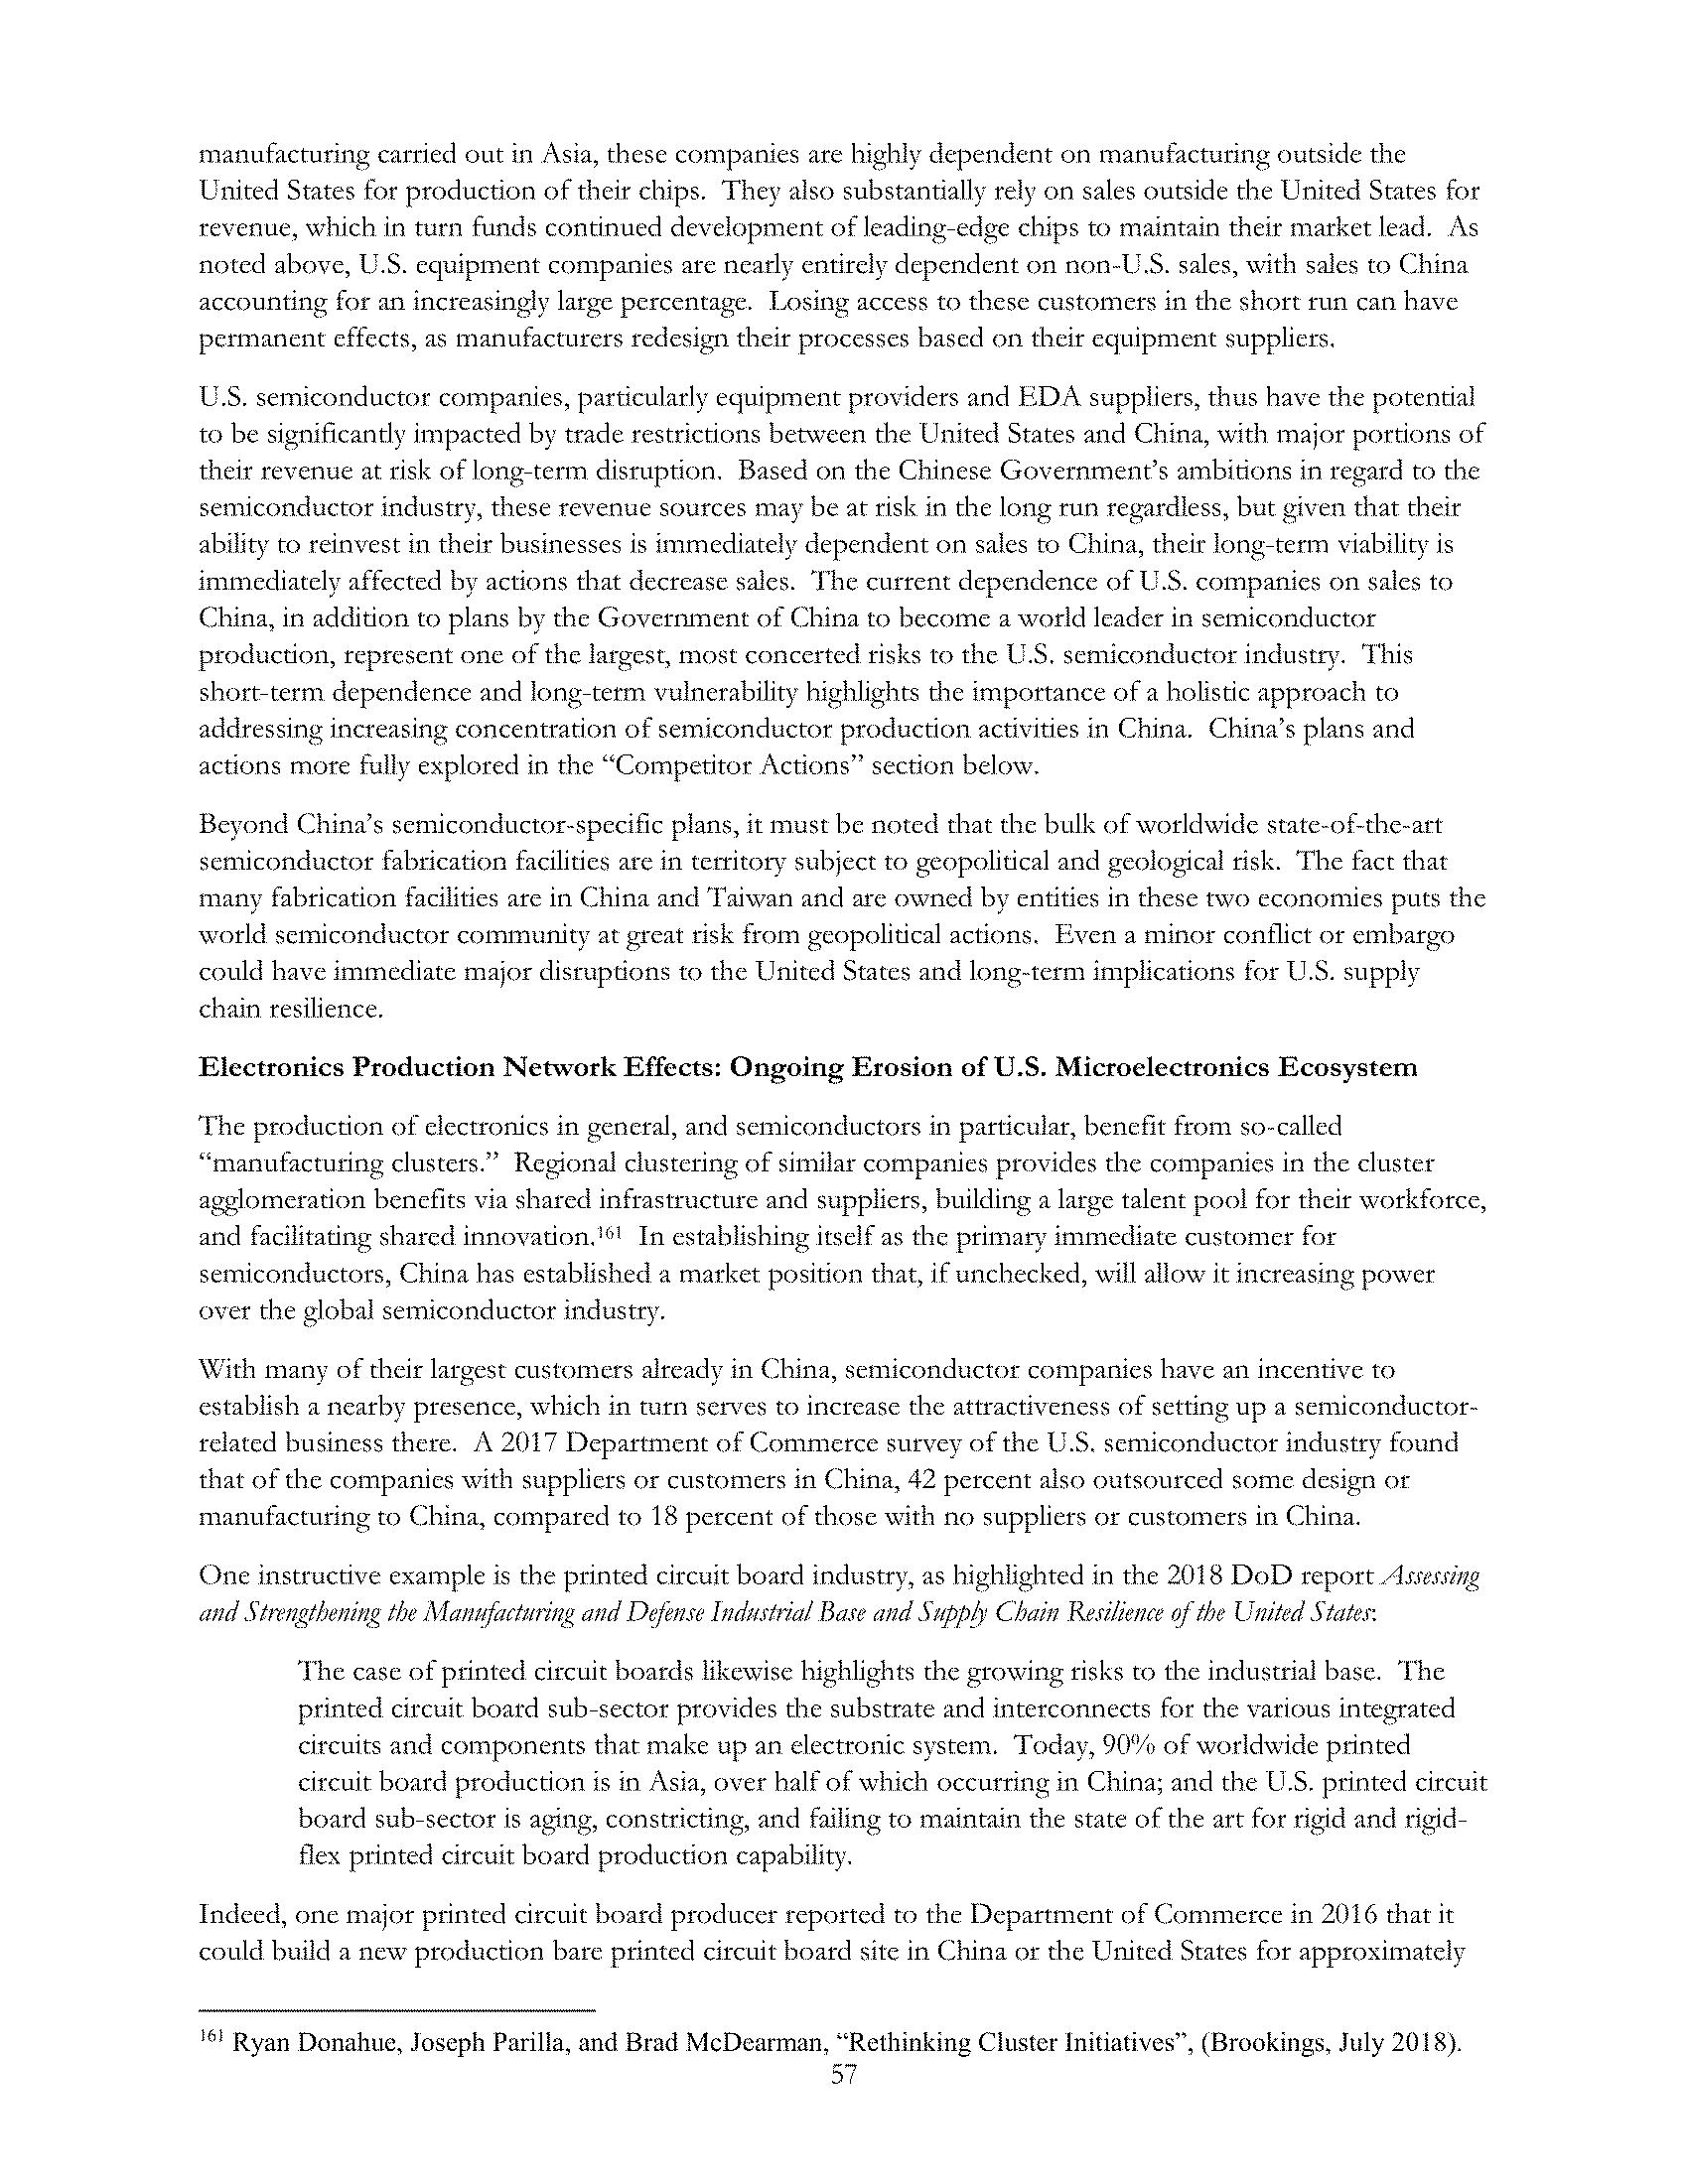 manufacturing carried out in Asia, these companies are highly dependent on manufacturing outside the
United States for production of their chips.  They also substantially rely on sales outside the United States for
revenue, which in turn funds continued development of leading-edge chips to maintain their market lead.  As
noted above, U.S. equipment companies are nearly entirely dependent on non-U.S. sales, with sales to China
accounting for an increasingly large percentage.  Losing access to these customers in the short run can have
permanent effects, as manufacturers redesign their processes based on their equipment suppliers.
U.S. semiconductor companies, particularly equipment providers and EDA suppliers, thus have the potential
to be significantly impacted by trade restrictions between the United States and China, with major portions of
their revenue at risk of long-term disruption.  Based on the Chinese Government's ambitions in regard to the
semiconductor industry, these revenue sources may be at risk in the long run regardless, but given that their
ability to reinvest in their businesses is immediately dependent on sales to China, their long-term viability is
immediately affected by actions that decrease sales.  The current dependence of U.S. companies on sales to
China, in addition to plans by the Government of China to become a world leader in semiconductor
production, represent one of the largest, most concerted risks to the U.S. semiconductor industry.  This
short-term dependence and long-term vulnerability highlights the importance of a holistic approach to
addressing increasing concentration of semiconductor production activities in China.  China's plans and
actions more fully explored in the “Competitor Actions” section below.
Beyond China's semiconductor-specific plans, it must be noted that the bulk of worldwide state-of-the-art
semiconductor fabrication facilities are in territory subject to geopolitical and geological risk.  The fact that
many fabrication facilities are in China and Taiwan and are owned by entities in these two economies puts the
world semiconductor community at great risk from geopolitical actions.  Even a minor conflict or embargo
could have immediate major disruptions to the United States and long-term implications for U.S. supply
chain resilience.
Electronics Production Network Effects: Ongoing Erosion of U.S. Microelectronics Ecosystem
The production of electronics in general, and semiconductors in particular, benefit from so-called
“manufacturing clusters.”  Regional clustering of similar companies provides the companies in the cluster
agglomeration benefits via shared infrastructure and suppliers, building a large talent pool for their workforce,
and facilitating shared innovation.¹⁶¹  In establishing itself as the primary immediate customer for
semiconductors, China has established a market position that, if unchecked, will allow it increasing power
over the global semiconductor industry.
With many of their largest customers already in China, semiconductor companies have an incentive to
establish a nearby presence, which in turn serves to increase the attractiveness of setting up a semiconductor-
related business there.  A 2017 Department of Commerce survey of the U.S. semiconductor industry found
that of the companies with suppliers or customers in China, 42 percent also outsourced some design or
manufacturing to China, compared to 18 percent of those with no suppliers or customers in China.
One instructive example is the printed circuit board industry, as highlighted in the 2018 DoD report Assessing
and Strengthening the Manufacturing and Defense Industrial Base and Supply Chain Resilience of the United States:
The case of printed circuit boards likewise highlights the growing risks to the industrial base.  The
printed circuit board sub-sector provides the substrate and interconnects for the various integrated
circuits and components that make up an electronic system.  Today, 90% of worldwide printed
circuit board production is in Asia, over half of which occurring in China; and the U.S. printed circuit
board sub-sector is aging, constricting, and failing to maintain the state of the art for rigid and rigid-
flex printed circuit board production capability.
Indeed, one major printed circuit board producer reported to the Department of Commerce in 2016 that it
could build a new production bare printed circuit board site in China or the United States for approximately
¹⁶¹ Ryan Donahue, Joseph Parilla, and Brad McDearman, “Rethinking Cluster Initiatives”, (Brookings, July 2018).
57